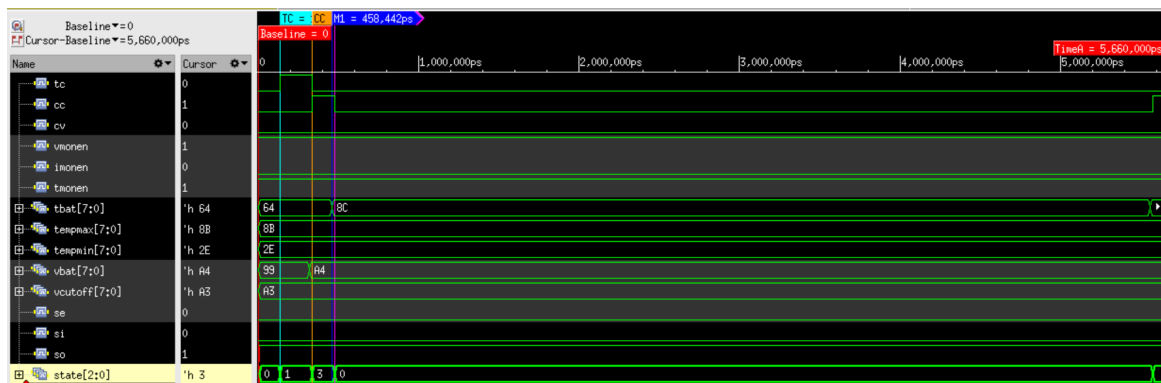 TC = CC M1 = 458,442ps
Baseline▼=0
Baseline = 0
Cursor-Baseline▼=5,660,000ps
TimeA = 5,660,000ps
Name Cursor 0 1,000,000ps 2,000,000ps 3,000,000ps 4,000,000ps 5,000,000ps
tc 0
cc 1
cv 0
vmonen 1
imonen 0
tmonen 1
tbat[7:0] 'h 64 64 8C
tempmax[7:0] 'h 8B 8B
tempmin[7:0] 'h 2E 2E
vbat[7:0] 'h A4 99 A4
vcutoff[7:0] 'h A3 A3
se 0
si 0
so 1
state[2:0] 'h 3 0 1 3 0